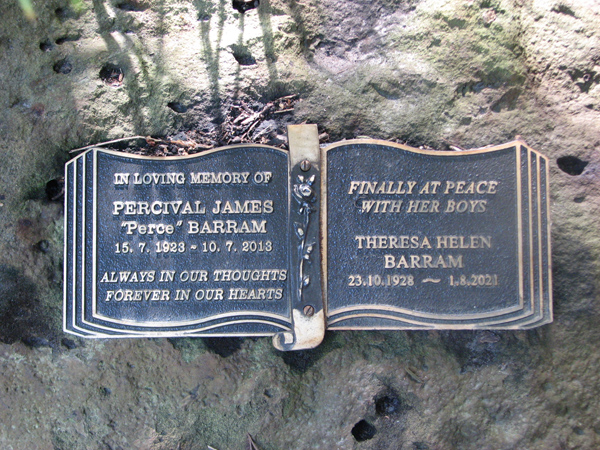 IN LOVING MEMORY OF
PERCIVAL JAMES
"Perce" BARRAM
15. 7. 1923 ~ 10. 7. 2013
ALWAYS IN OUR THOUGHTS
FOREVER IN OUR HEARTS
FINALLY AT PEACE
WITH HER BOYS
THERESA HELEN
BARRAM
23.10.1928 ~ 1.8.2021